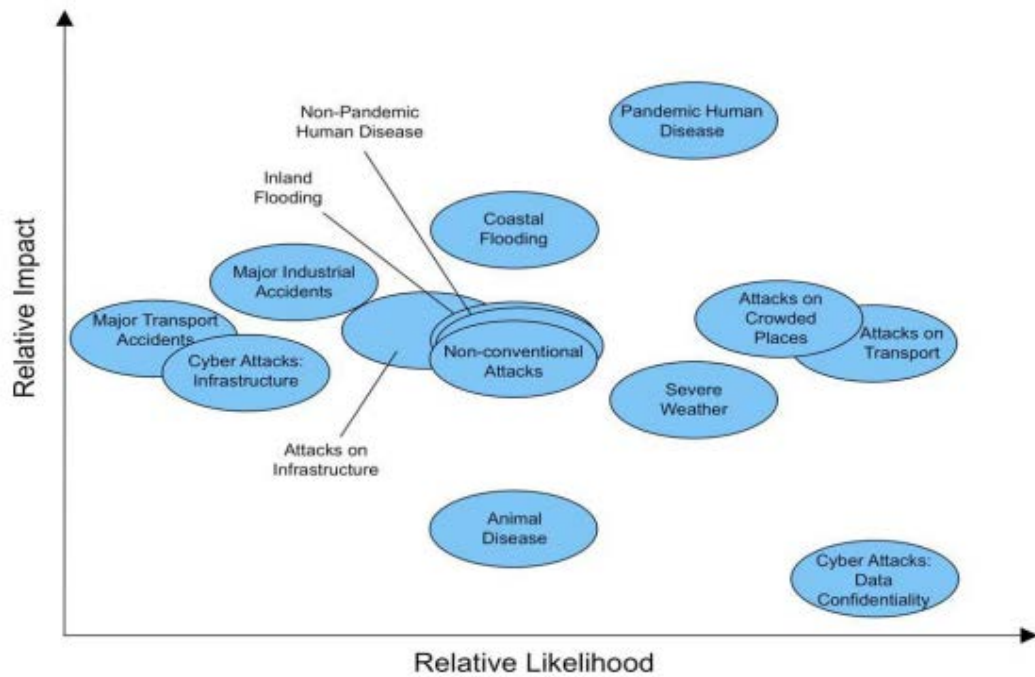 Pandemic Human
Disease
Non-Pandemic
Human Disease
Inland
Flooding
Coastal
Flooding
Major Industrial
Accidents
Major Transport
Accidents
Cyber Attacks:
Infrastructure
Non-conventional
Attacks
Attacks on
Crowded
Places
Attacks on
Transport
Severe
Weather
Attacks on
Infrastructure
Animal
Disease
Cyber Attacks:
Data
Confidentiality
Relative Impact
Relative Likelihood